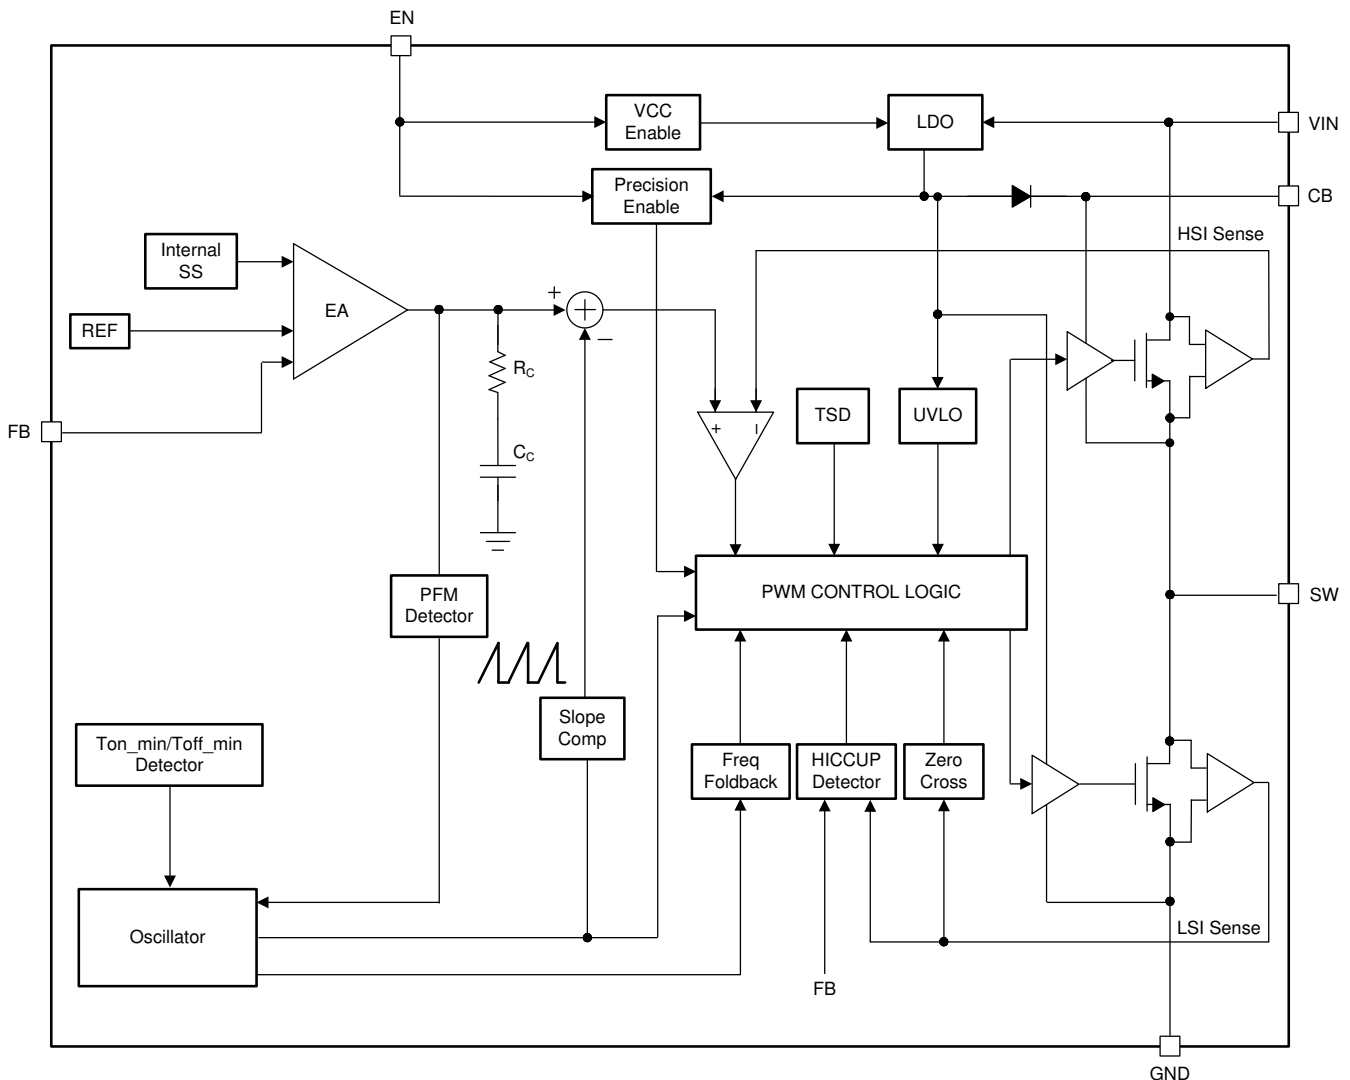 EN
VCC
Enable
LDO
VIN
Precision
Enable
CB
HSI Sense
Internal
SS
EA
+
+
REF
−
RC
FB
TSD
UVLO
+
−
CC
PWM CONTROL LOGIC
SW
PFM
Detector
Slope
Comp
Ton_min/Toff_min
Detector
Freq
Foldback
HICCUP
Detector
Zero
Cross
Oscillator
LSI Sense
FB
GND